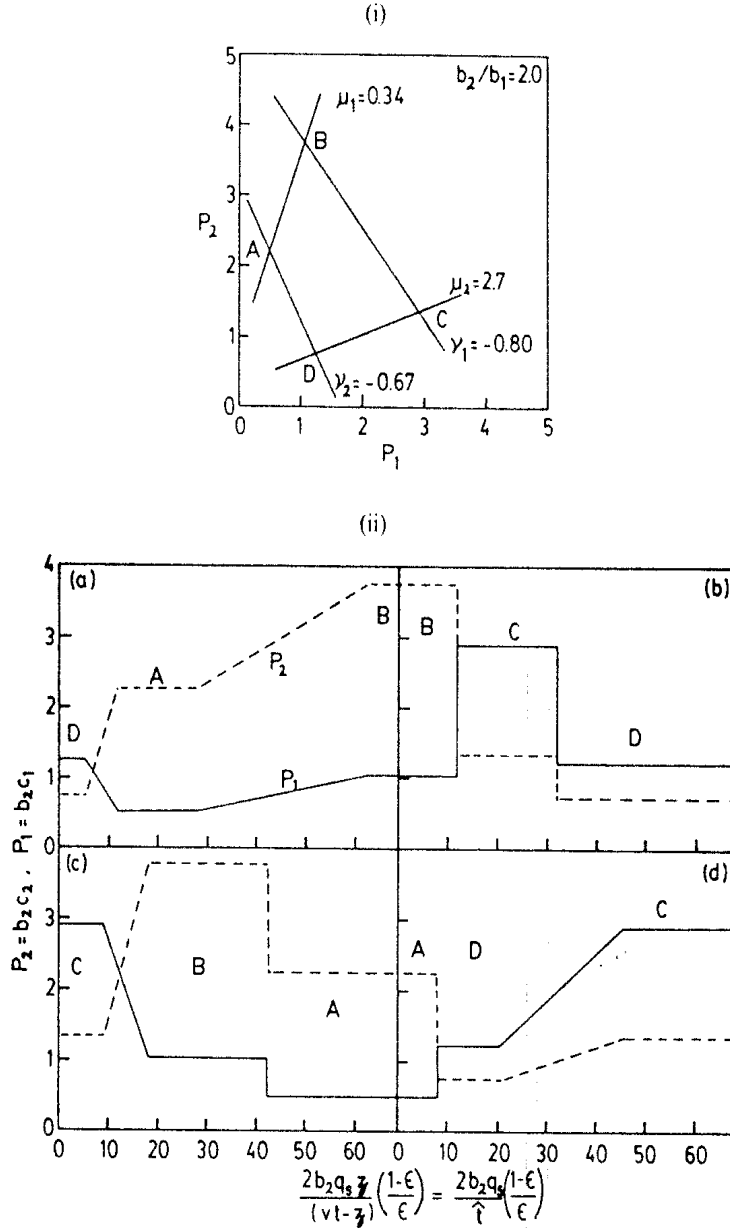 (i)
5
b₂/b₁=2.0
μ₁=0.34
4
B
3
P₂
A
2
μ₂=2.7
C
1
D
γ₂=-0.67
γ₁=-0.80
0
0 1 2 3 4 5
P₁
(ii)
4
(a)
(b)
B B
C
3
P₂
A
2
D
D
1
P₁
0
(c)
(d)
C
3
A D
C B
2
A
1
0
0 10 20 30 40 50 60 0 10 20 30 40 50 60
P₂=b₂c₂, P₁=b₂c₁
2b₂qₛz/(vt-z) (1-ϵ/ϵ) = 2b₂qₛ/t̂ (1-ϵ/ϵ)